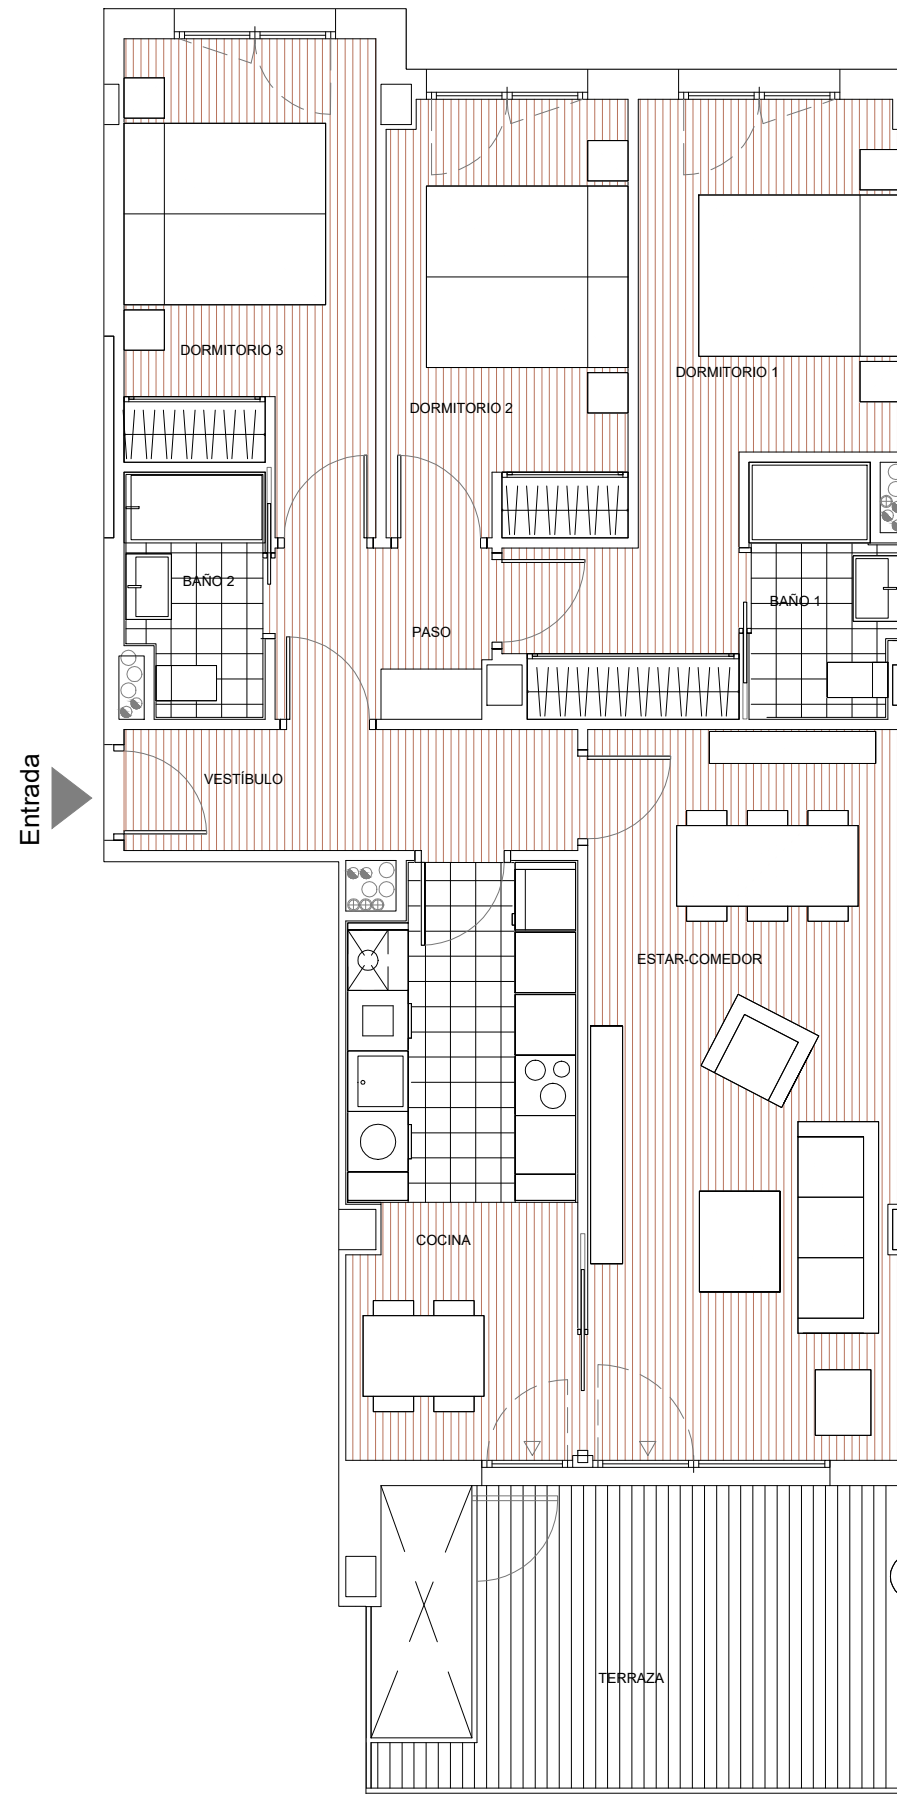 DORMITORIO 3
DORMITORIO 1
DORMITORIO 2
BAÑO 2
BAÑO 1
PASO
Entrada
VESTÍBULO
ESTAR-COMEDOR
COCINA
TERRAZA